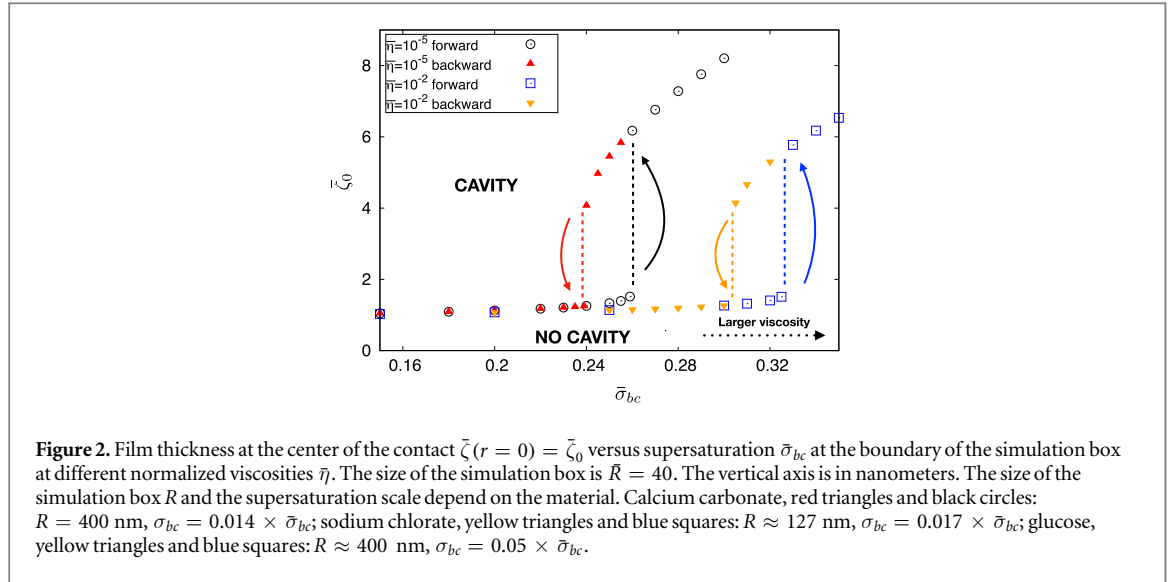 η̄=10⁻⁵ forward
η̄=10⁻⁵ backward
η̄=10⁻² forward
η̄=10⁻² backward
8
6
4
2
0
ζ̄₀
CAVITY
NO CAVITY
Larger viscosity
0.16
0.2
0.24
0.28
0.32
σ̄bc
Figure 2. Film thickness at the center of the contact ζ̄(r = 0) = ζ̄₀ versus supersaturation σ̄bc at the boundary of the simulation box
at different normalized viscosities η̄. The size of the simulation box is R̄ = 40. The vertical axis is in nanometers. The size of the
simulation box R and the supersaturation scale depend on the material. Calcium carbonate, red triangles and black circles:
R = 400 nm, σbc = 0.014 × σ̄bc; sodium chlorate, yellow triangles and blue squares: R ≈ 127 nm, σbc = 0.017 × σ̄bc; glucose,
yellow triangles and blue squares: R ≈ 400 nm, σbc = 0.05 × σ̄bc.